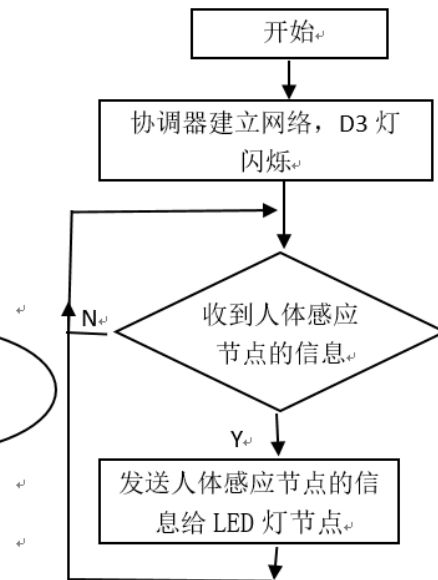 开始
协调器建立网络，D3 灯
闪烁
收到人体感应
节点的信息
N
Y
发送人体感应节点的信
息给 LED 灯节点